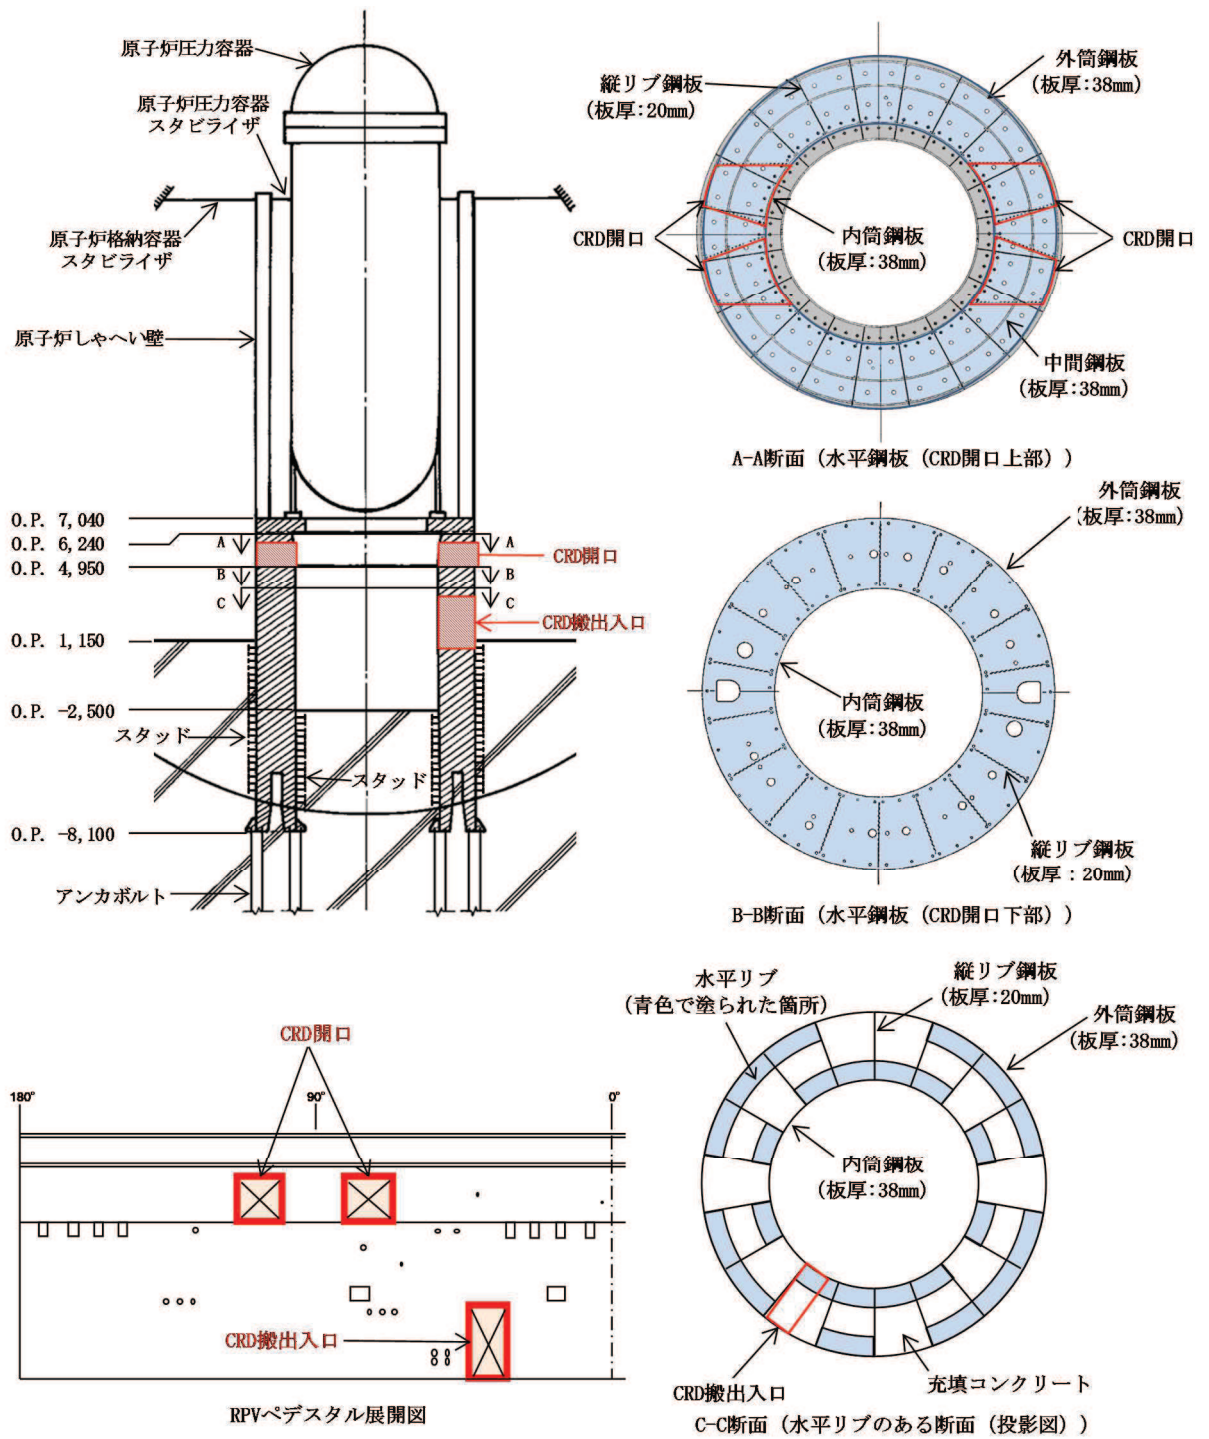 原子炉圧力容器
原子炉圧力容器
スタビライザ
原子炉格納容器
スタビライザ
原子炉しゃへい壁
O.P. 7,040
O.P. 6,240
O.P. 4,950
O.P. 1,150
O.P. -2,500
O.P. -8,100
A
A
B
B
C
C
CRD開口
CRD搬出入口
スタッド
スタッド
アンカボルト
縦リブ鋼板
(板厚:20mm)
外筒鋼板
(板厚:38mm)
CRD開口
内筒鋼板
(板厚:38mm)
CRD開口
中間鋼板
(板厚:38mm)
A-A断面 (水平鋼板 (CRD開口上部))
外筒鋼板
(板厚:38mm)
内筒鋼板
(板厚:38mm)
縦リブ鋼板
(板厚:20mm)
B-B断面 (水平鋼板 (CRD開口下部))
CRD開口
180°
90°
0°
CRD搬出入口
RPVペデスタル展開図
水平リブ
(青色で塗られた箇所)
縦リブ鋼板
(板厚:20mm)
外筒鋼板
(板厚:38mm)
内筒鋼板
(板厚:38mm)
CRD搬出入口
充填コンクリート
C-C断面 (水平リブのある断面 (投影図))